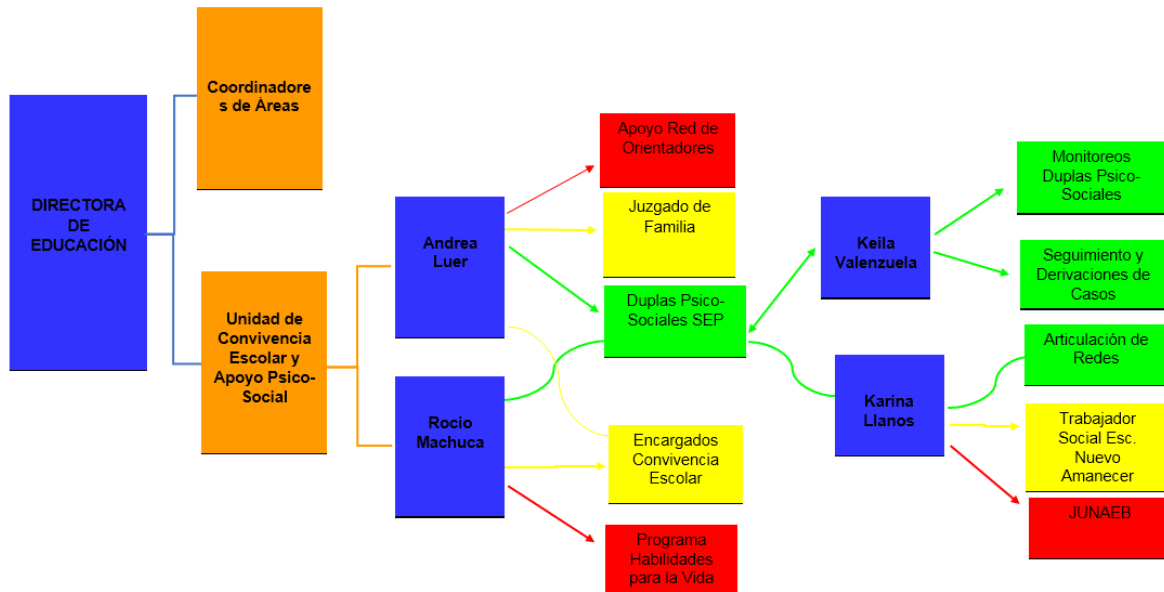 DIRECTORA
DE
EDUCACIÓN
Coordinadore
s de Áreas
Unidad de
Convivencia
Escolar y
Apoyo Psico-
Social
Andrea
Luer
Rocio
Machuca
Apoyo Red de
Orientadores
Juzgado de
Familia
Duplas Psico-
Sociales SEP
Encargados
Convivencia
Escolar
Programa
Habilidades
para la Vida
Keila
Valenzuela
Karina
Llanos
Monitoreos
Duplas Psico-
Sociales
Seguimiento y
Derivaciones de
Casos
Articulación de
Redes
Trabajador
Social Esc.
Nuevo
Amanecer
JUNAEB